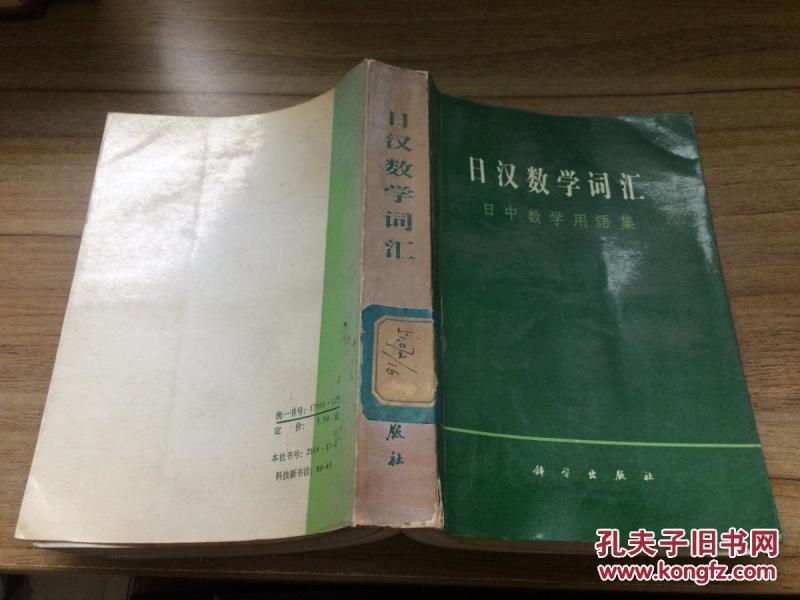 日汉数学词汇
日中数学用語集
科学出版社
日汉数学词汇
版社
统一书号:
定 价:
本社书号:
科技新书目:
孔夫子旧书网
www.kongfz.com